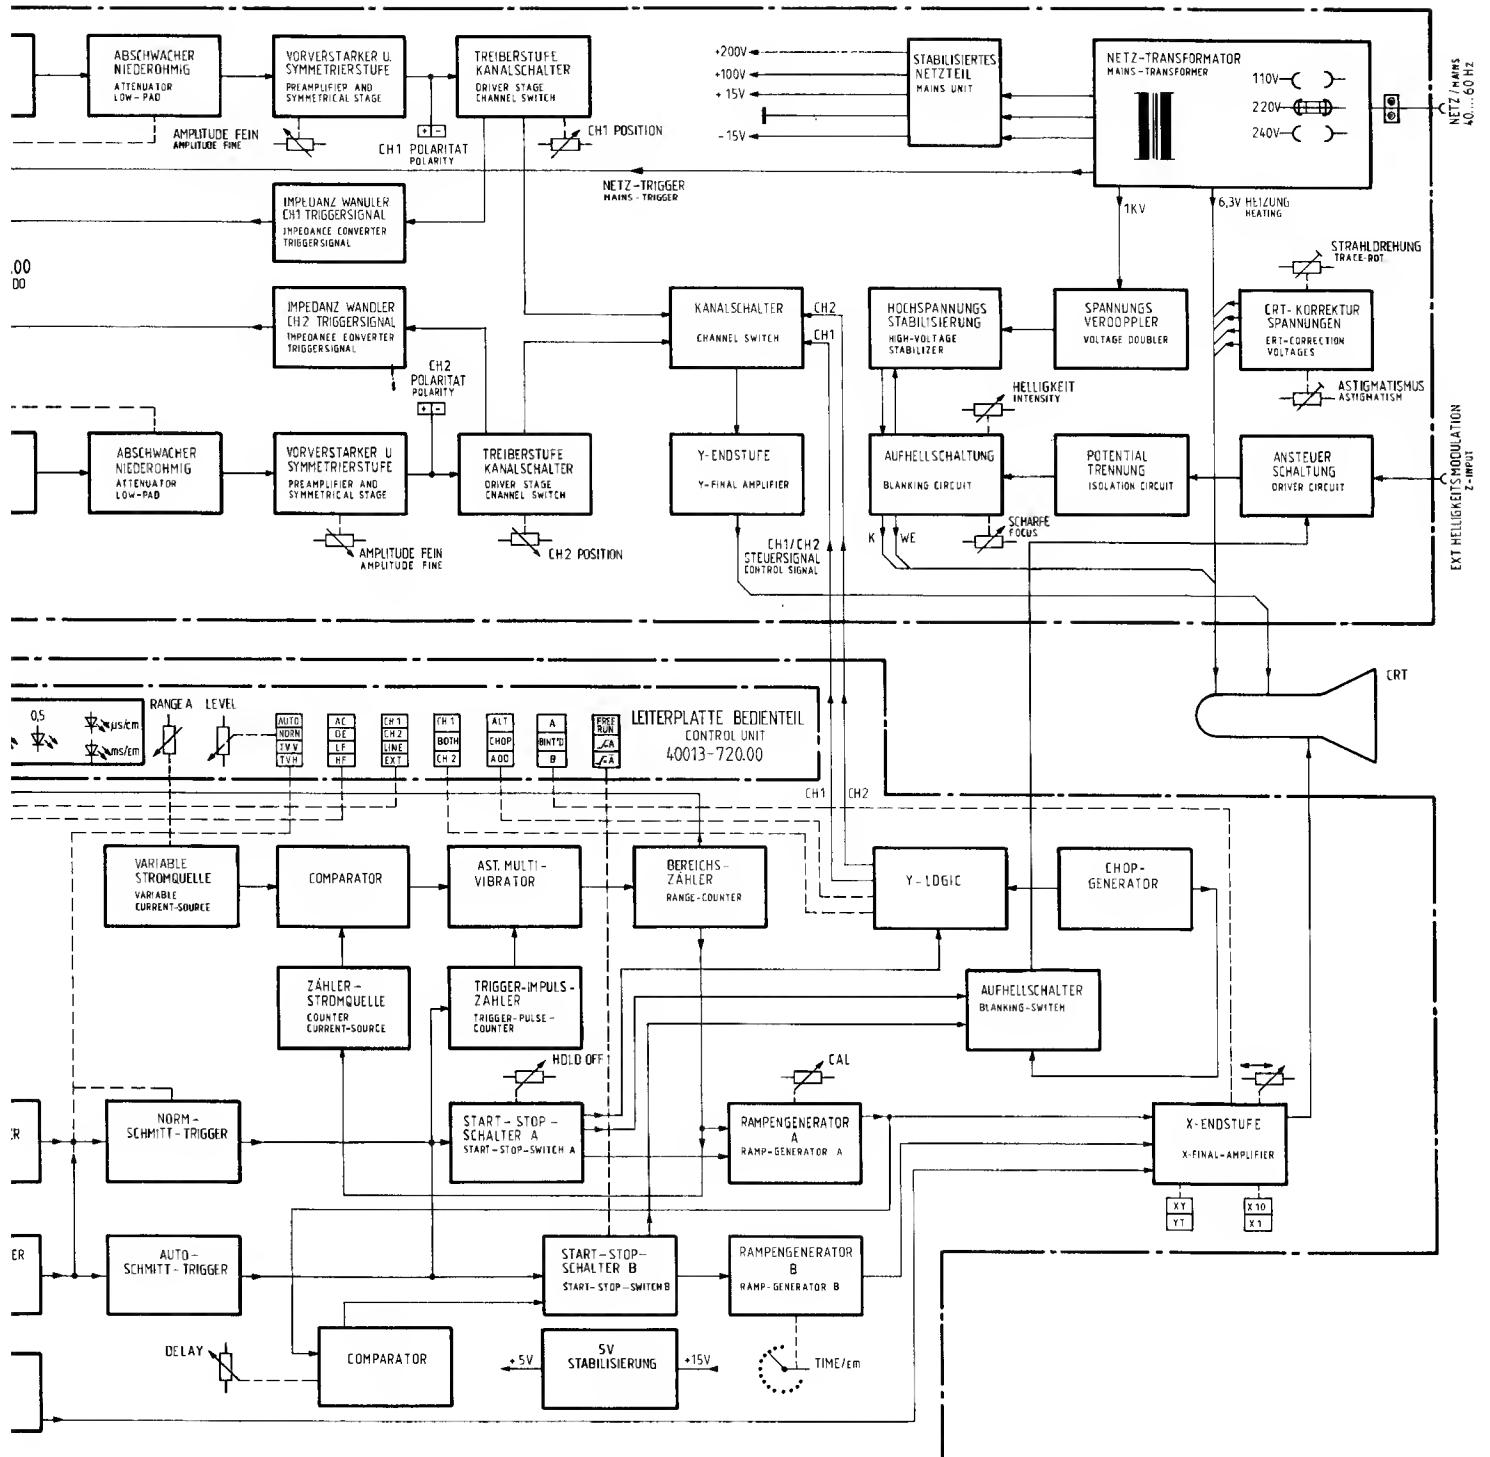 ABSCHWACHER
NIEDEROHMIG
ATTENUATOR
LOW-PAD
VORVERSTARKER U.
SYMMETRIERSTUFE
PREAMPLIFIER AND
SYMMETRICAL STAGE
TREIBERSTUFE
KANALSCHALTER
DRIVER STAGE
CHANNEL SWITCH
+200V
+100V
+15V
-15V
STABILISIERTES
NETZTEIL
MAINS UNIT
NETZ-TRANSFORMATOR
MAINS-TRANSFORMER
110V
220V
240V
NETZ/MAINS
40....60 Hz
AMPLITUDE FEIN
AMPLITUDE FINE
+ -
CH1 POLARITAT
POLARITY
CH1 POSITION
NETZ-TRIGGER
MAINS-TRIGGER
1KV
6,3V HEIZUNG
HEATING
IMPEDANZ WANDLER
CH1 TRIGGERSIGNAL
IMPEDANCE CONVERTER
TRIGGERSIGNAL
STRAHLDREHUNG
TRACE-ROT
.00
IMPEDANZ WANDLER
CH2 TRIGGERSIGNAL
IMPEDANEE CONVERTER
TRIGGERSIGNAL
KANALSCHALTER
CHANNEL SWITCH
CH2
CH1
HOCHSPANNUNGS
STABILISIERUNG
HIGH-VOLTAGE
STABILIZER
SPANNUNGS
VERDOPPLER
VOLTAGE DOUBLER
CRT-KORREKTUR
SPANNUNGEN
ERT-CORRECTION
VOLTAGES
CH2
POLARITAT
POLARITY
+ -
HELLIGKEIT
INTENSITY
ASTIGMATISMUS
ASTIGMATISM
ABSCHWACHER
NIEDEROHMIG
ATTENUATOR
LOW-PAD
VORVERSTARKER U
SYMMETRIERSTUFE
PREAMPLIFIER AND
SYMMETRICAL STAGE
TREIBERSTUFE
KANALSCHALTER
DRIVER STAGE
CHANNEL SWITCH
Y-ENDSTUFE
Y-FINAL AMPLIFIER
AUFHELLSCHALTUNG
BLANKING CIRCUIT
POTENTIAL
TRENNUNG
ISOLATION CIRCUIT
ANSTEUER
SCHALTUNG
DRIVER CIRCUIT
EXT HELLIGKEITSMODULATION
Z-INPUT
AMPLITUDE FEIN
AMPLITUDE FINE
CH2 POSITION
CH1/CH2
STEUERSIGNAL
CONTROL SIGNAL
K
WE
SCHARFE
FOCUS
CRT
0,5
µs/cm
ms/cm
RANGE A
LEVEL
AUTO
NORN
TVV
TVH
AC
DE
LF
HF
CH1
CH2
LINE
EXT
CH1
BOTH
CH2
ALT
CHOP
ADD
A
BINT'D
B
FREE
RUN
LEITERPLATTE BEDIENTEIL
CONTROL UNIT
40013-720.00
CH1
CH2
VARIABLE
STROMQUELLE
VARIABLE
CURRENT-SOURCE
COMPARATOR
AST. MULTI-
VIBRATOR
BEREICHS-
ZÄHLER
RANGE-COUNTER
Y-LOGIC
CHOP-
GENERATOR
ZÄHLER-
STROMQUELLE
COUNTER
CURRENT-SOURCE
TRIGGER-IMPULS-
ZAHLER
TRIGGER-PULSE-
COUNTER
AUFHELLSCHALTER
BLANKING-SWITCH
HOLD OFF
CAL
NORM-
SCHMITT-TRIGGER
START-STOP-
SCHALTER A
START-STOP-SWITCH A
RAMPENGENERATOR
A
RAMP-GENERATOR A
X-ENDSTUFE
X-FINAL-AMPLIFIER
XY
YT
X10
X1
ER
AUTO-
SCHMITT-TRIGGER
START-STOP-
SCHALTER B
START-STOP-SWITCH B
RAMPENGENERATOR
B
RAMP-GENERATOR B
DELAY
COMPARATOR
+5V
5V
STABILISIERUNG
+15V
TIME/cm